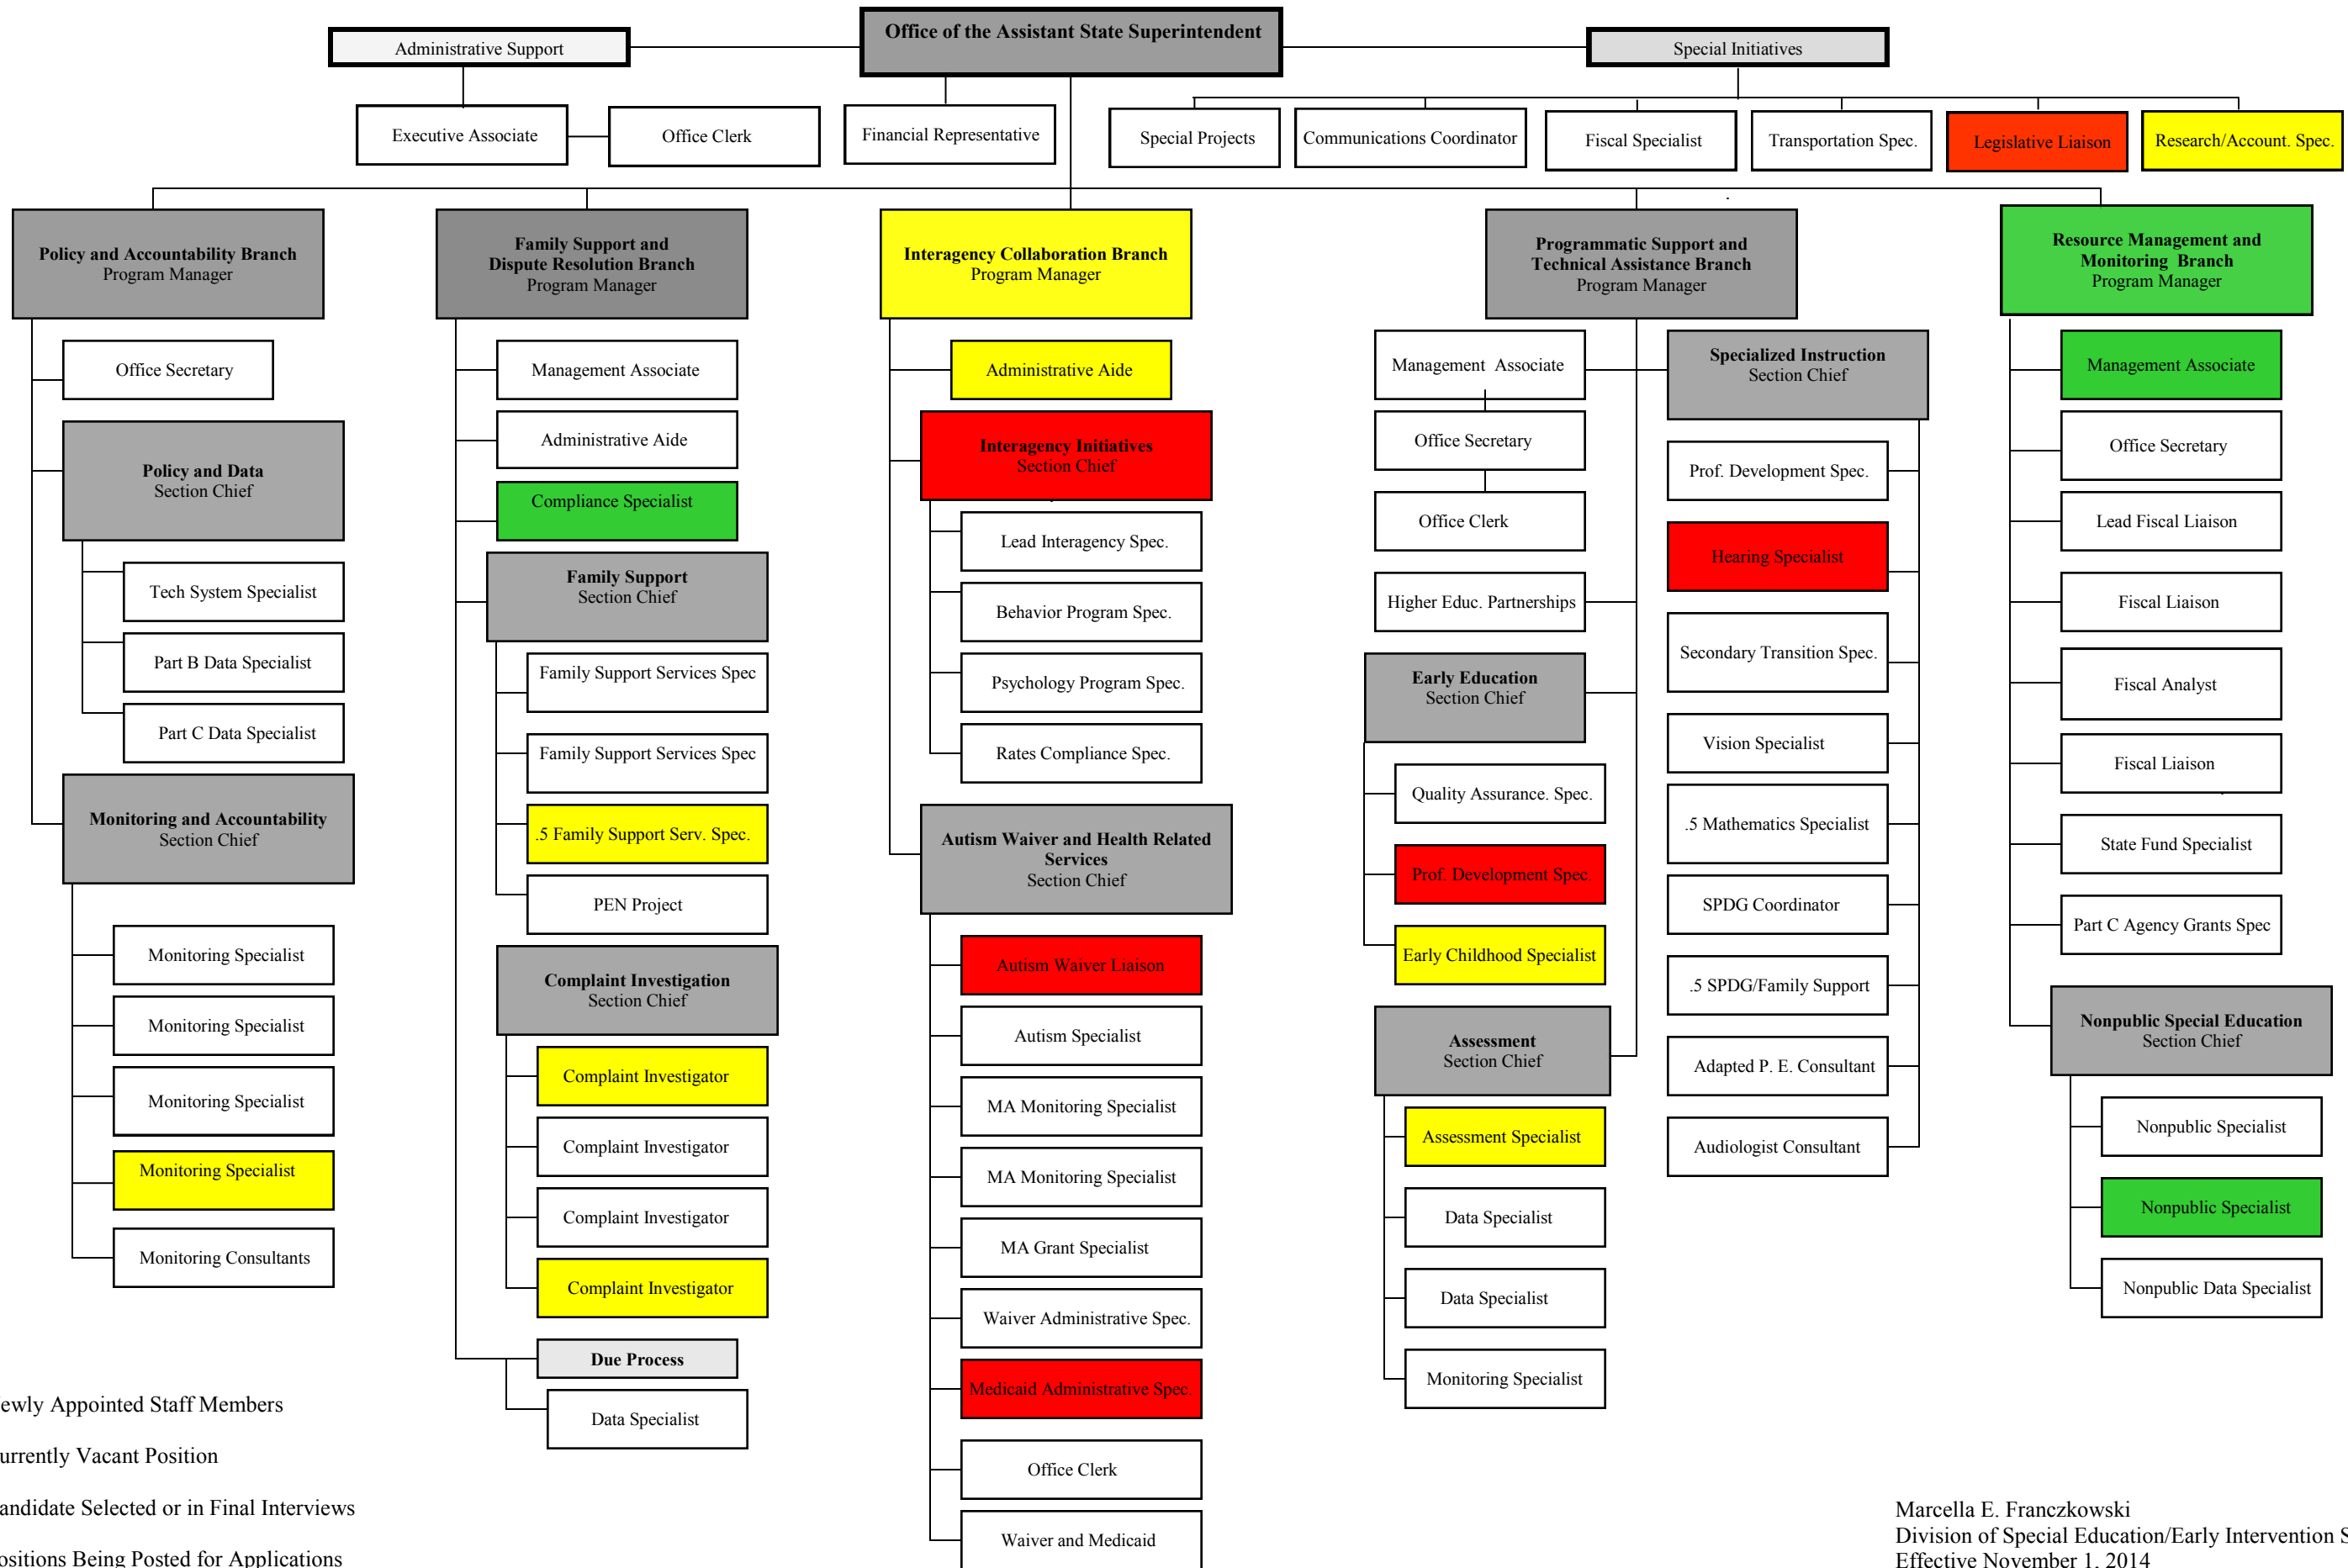 Office of the Assistant State Superintendent
Administrative Support
Special Initiatives
Executive Associate
Office Clerk
Financial Representative
Special Projects
Communications Coordinator
Fiscal Specialist
Transportation Spec.
Legislative Liaison
Research/Account. Spec.
Policy and Accountability Branch
Program Manager
Office Secretary
Policy and Data
Section Chief
Tech System Specialist
Part B Data Specialist
Part C Data Specialist
Monitoring and Accountability
Section Chief
Monitoring Specialist
Monitoring Specialist
Monitoring Specialist
Monitoring Specialist
Monitoring Consultants
Family Support and
Dispute Resolution Branch
Program Manager
Management Associate
Administrative Aide
Compliance Specialist
Family Support
Section Chief
Family Support Services Spec
Family Support Services Spec
.5 Family Support Serv. Spec.
PEN Project
Complaint Investigation
Section Chief
Complaint Investigator
Complaint Investigator
Complaint Investigator
Complaint Investigator
Due Process
Data Specialist
Interagency Collaboration Branch
Program Manager
Administrative Aide
Interagency Initiatives
Section Chief
Lead Interagency Spec.
Behavior Program Spec.
Psychology Program Spec.
Rates Compliance Spec.
Autism Waiver and Health Related
Services
Section Chief
Autism Waiver Liaison
Autism Specialist
MA Monitoring Specialist
MA Monitoring Specialist
MA Grant Specialist
Waiver Administrative Spec.
Medicaid Administrative Spec.
Office Clerk
Waiver and Medicaid
Programmatic Support and
Technical Assistance Branch
Program Manager
Management Associate
Office Secretary
Office Clerk
Higher Educ. Partnerships
Early Education
Section Chief
Quality Assurance. Spec.
Prof. Development Spec.
Early Childhood Specialist
Assessment
Section Chief
Assessment Specialist
Data Specialist
Data Specialist
Monitoring Specialist
Specialized Instruction
Section Chief
Prof. Development Spec.
Hearing Specialist
Secondary Transition Spec.
Vision Specialist
.5 Mathematics Specialist
SPDG Coordinator
.5 SPDG/Family Support
Adapted P. E. Consultant
Audiologist Consultant
Resource Management and
Monitoring Branch
Program Manager
Management Associate
Office Secretary
Lead Fiscal Liaison
Fiscal Liaison
Fiscal Analyst
Fiscal Liaison
State Fund Specialist
Part C Agency Grants Spec
Nonpublic Special Education
Section Chief
Nonpublic Specialist
Nonpublic Specialist
Nonpublic Data Specialist
ewly Appointed Staff Members
urrently Vacant Position
andidate Selected or in Final Interviews
ositions Being Posted for Applications
Marcella E. Franczkowski
Division of Special Education/Early Intervention S
Effective November 1, 2014